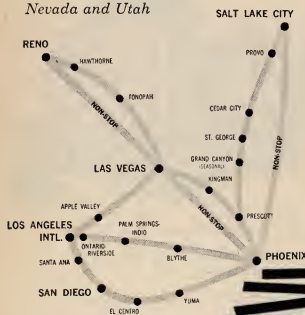 Nevada and Utah
SALT LAKE CITY
RENO
PROVO
HAWTHORNE
TONOPAH
NON-STOP
CEDAR CITY
NON-STOP
ST. GEORGE
GRAND CANYON
(SEASONAL)
LAS VEGAS
KINGMAN
APPLE VALLEY
NON-STOP
PRESCOTT
LOS ANGELES
INTL.
PALM SPRINGS-
INDIO
ONTARIO
RIVERSIDE
BLYTHE
PHOENIX
SANTA ANA
SAN DIEGO
YUMA
EL CENTRO